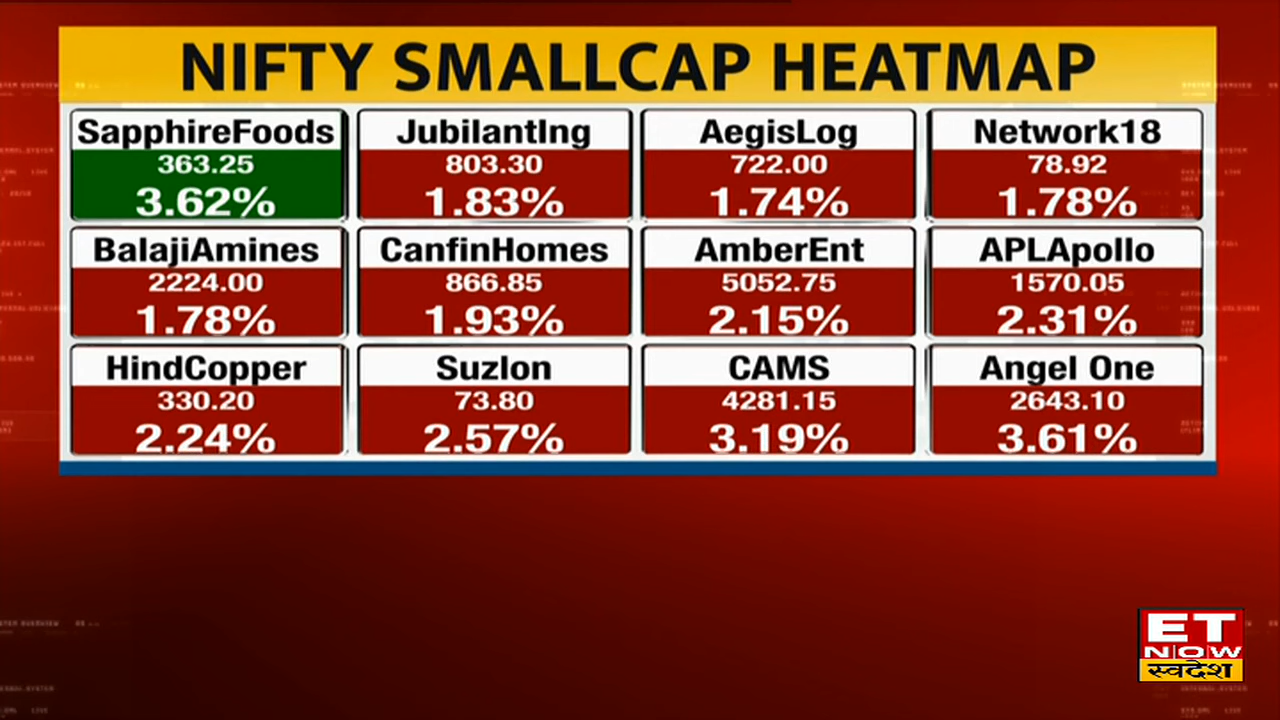 NIFTY SMALLCAP HEATMAP
SapphireFoods
363.25
3.62%
JubilantIng
803.30
1.83%
AegisLog
722.00
1.74%
Network18
78.92
1.78%
BalajiAmines
2224.00
1.78%
CanfinHomes
866.85
1.93%
AmberEnt
5052.75
2.15%
APLApollo
1570.05
2.31%
HindCopper
330.20
2.24%
Suzlon
73.80
2.57%
CAMS
4281.15
3.19%
Angel One
2643.10
3.61%
ET
NOW
स्वदेश